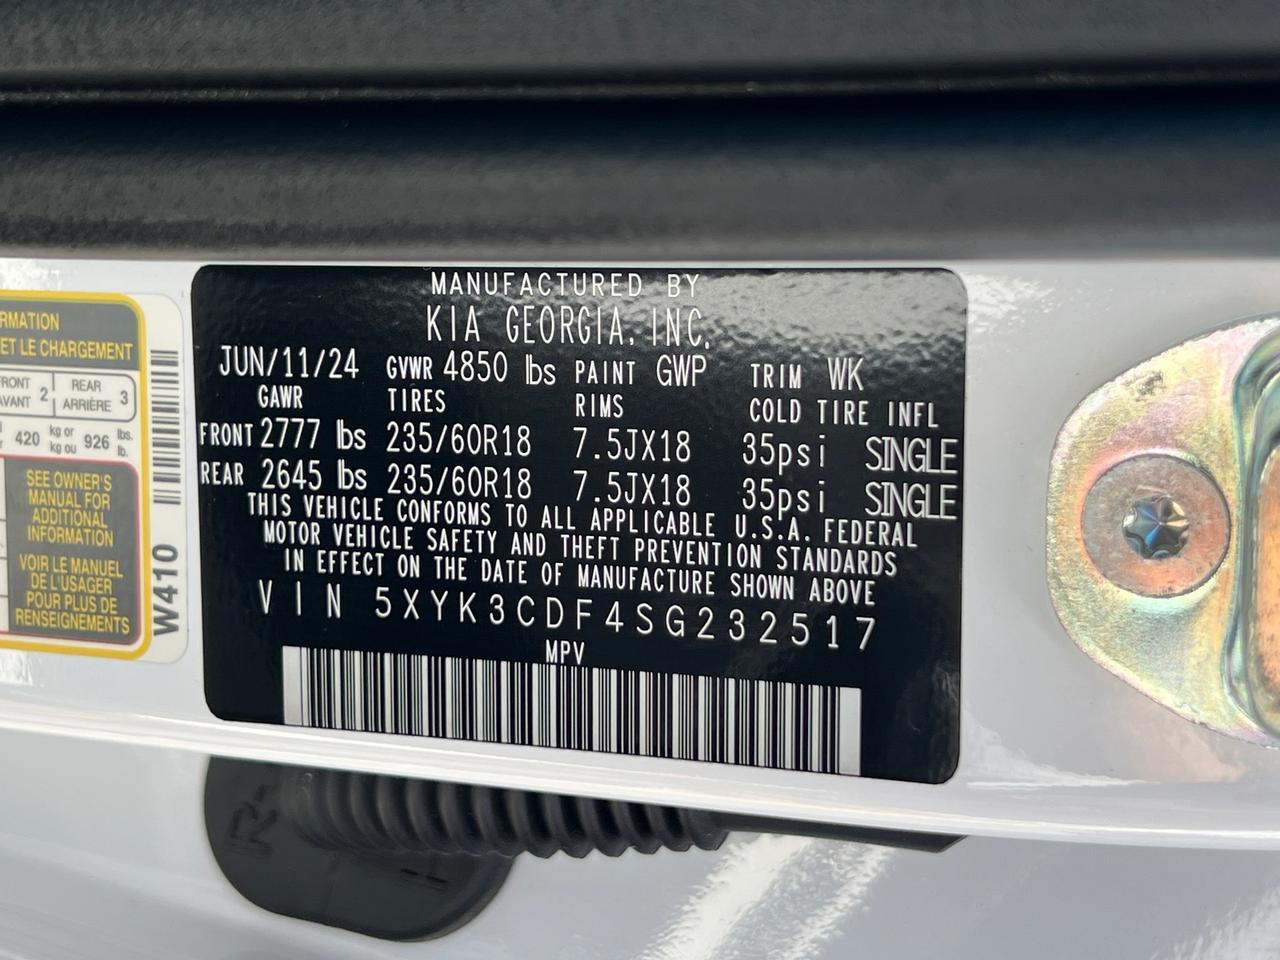 MANUFACTURED BY
KIA GEORGIA, INC.
JUN/11/24 GVWR 4850 lbs PAINT GWP TRIM WK
GAWR TIRES RIMS COLD TIRE INFL
FRONT 2777 lbs 235/60R18 7.5JX18 35psi SINGLE
REAR 2645 lbs 235/60R18 7.5JX18 35psi SINGLE
THIS VEHICLE CONFORMS TO ALL APPLICABLE U.S.A. FEDERAL
MOTOR VEHICLE SAFETY AND THEFT PREVENTION STANDARDS
IN EFFECT ON THE DATE OF MANUFACTURE SHOWN ABOVE
VIN 5XYK3CDF4SG232517
MPV
RMATION
ET LE CHARGEMENT
FRONT 2 REAR 3
AVANT ARRIÈRE
420 kg or 926 lbs.
kg ou lb.
SEE OWNER'S
MANUAL FOR
ADDITIONAL
INFORMATION
VOIR LE MANUEL
DE L'USAGER
POUR PLUS DE
RENSEIGNEMENTS
W410
R-